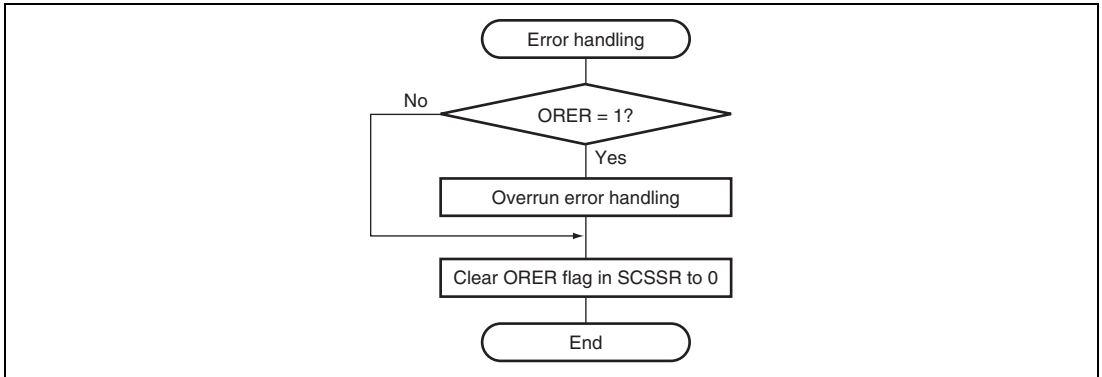 Error handling
No
ORER = 1?
Yes
Overrun error handling
Clear ORER flag in SCSSR to 0
End